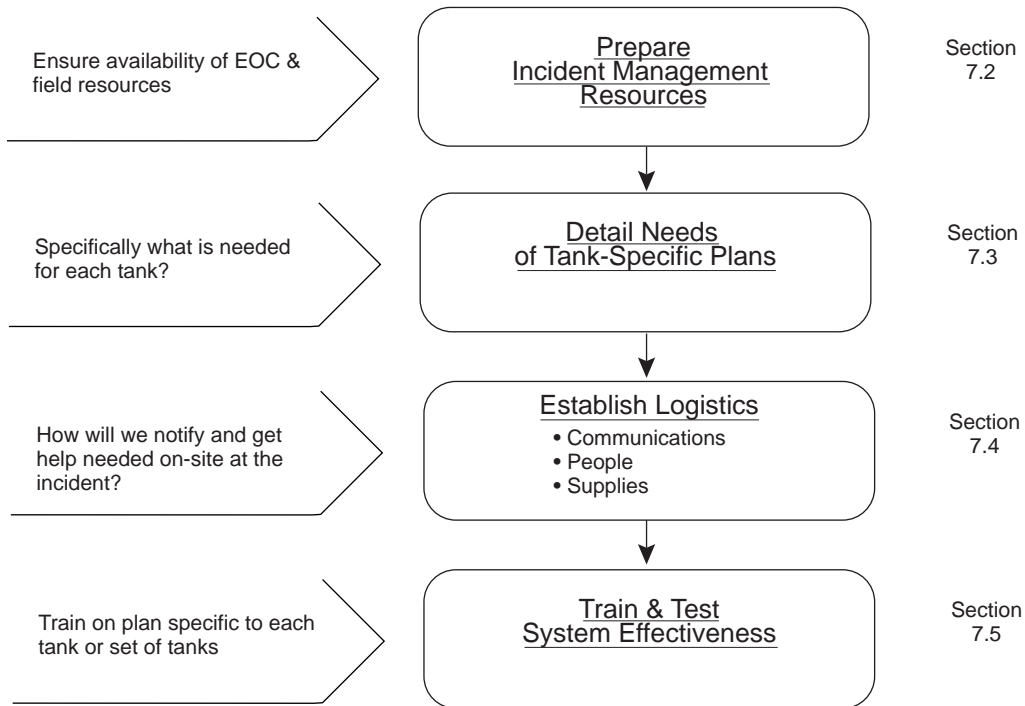 Ensure availability of EOC &
field resources
Prepare
Incident Management
Resources
Section
7.2
Specifically what is needed
for each tank?
Detail Needs
of Tank-Specific Plans
Section
7.3
How will we notify and get
help needed on-site at the
incident?
Establish Logistics
• Communications
• People
• Supplies
Section
7.4
Train on plan specific to each
tank or set of tanks
Train & Test
System Effectiveness
Section
7.5